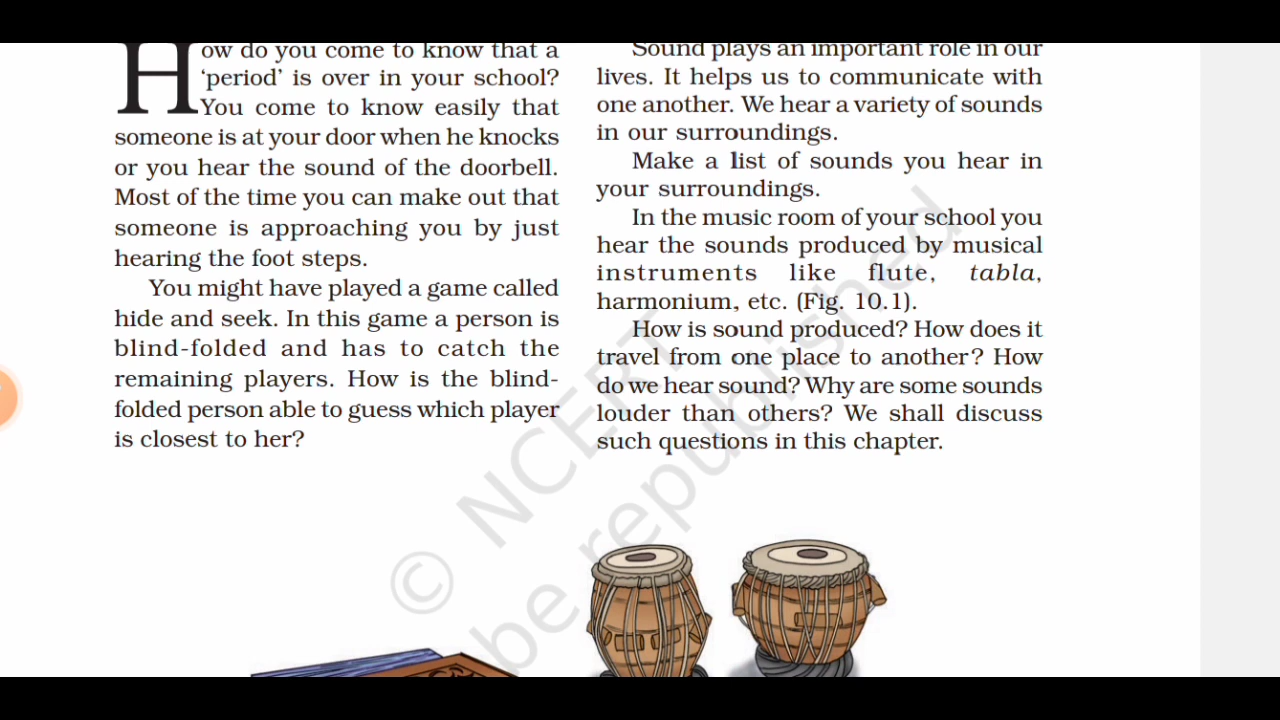 How do you come to know that a
‘period’ is over in your school?
You come to know easily that
someone is at your door when he knocks
or you hear the sound of the doorbell.
Most of the time you can make out that
someone is approaching you by just
hearing the foot steps.
You might have played a game called
hide and seek. In this game a person is
blind-folded and has to catch the
remaining players. How is the blind-
folded person able to guess which player
is closest to her?
Sound plays an important role in our
lives. It helps us to communicate with
one another. We hear a variety of sounds
in our surroundings.
Make a list of sounds you hear in
your surroundings.
In the music room of your school you
hear the sounds produced by musical
instruments like flute, tabla,
harmonium, etc. (Fig. 10.1).
How is sound produced? How does it
travel from one place to another? How
do we hear sound? Why are some sounds
louder than others? We shall discuss
such questions in this chapter.
© NCERT
be republished